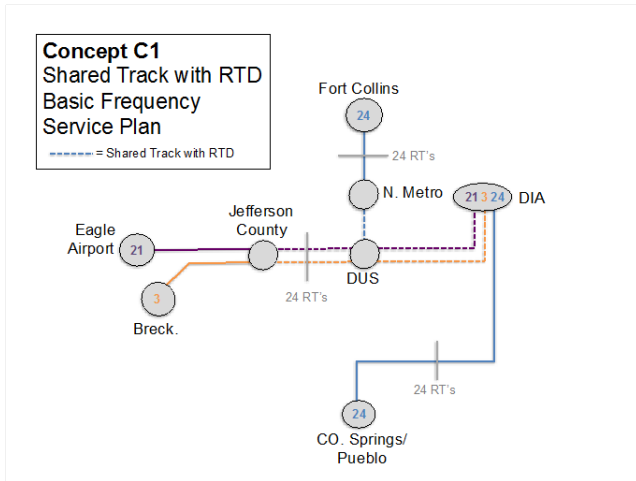 Concept C1
Shared Track with RTD
Basic Frequency
Service Plan
= Shared Track with RTD
Fort Collins
24
24 RT's
N. Metro
21 3 24
DIA
Jefferson
County
Eagle
Airport
21
DUS
24 RT's
3
Breck.
24 RT's
24
CO. Springs/
Pueblo